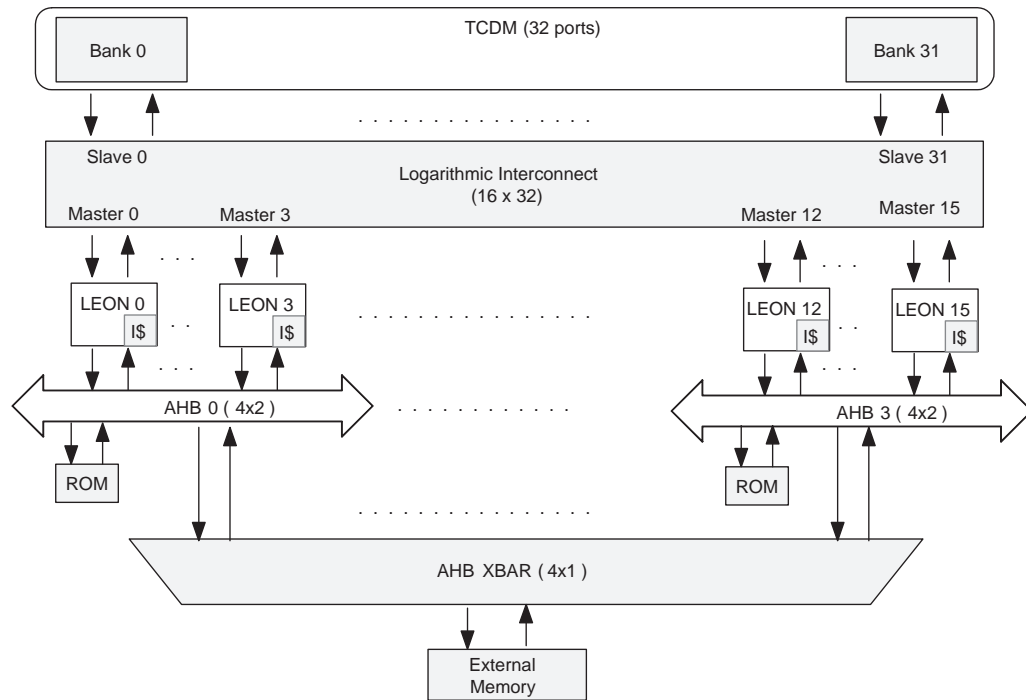 TCDM (32 ports)
Bank 0
Bank 31
Slave 0
Slave 31
Logarithmic Interconnect
(16 x 32)
Master 0
Master 3
Master 12
Master 15
LEON 0
I$
LEON 3
I$
LEON 12
I$
LEON 15
I$
AHB 0 ( 4x2)
AHB 3 ( 4x2)
ROM
ROM
AHB XBAR ( 4x1 )
External
Memory